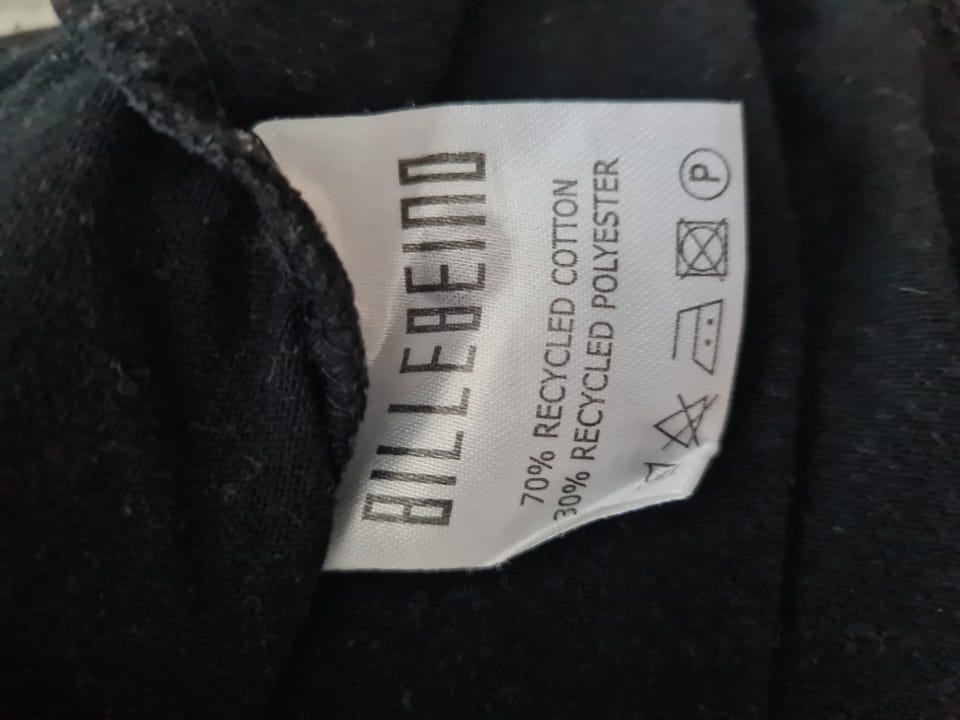 BILLEBEINO
70% RECYCLED COTTON
30% RECYCLED POLYESTER
P